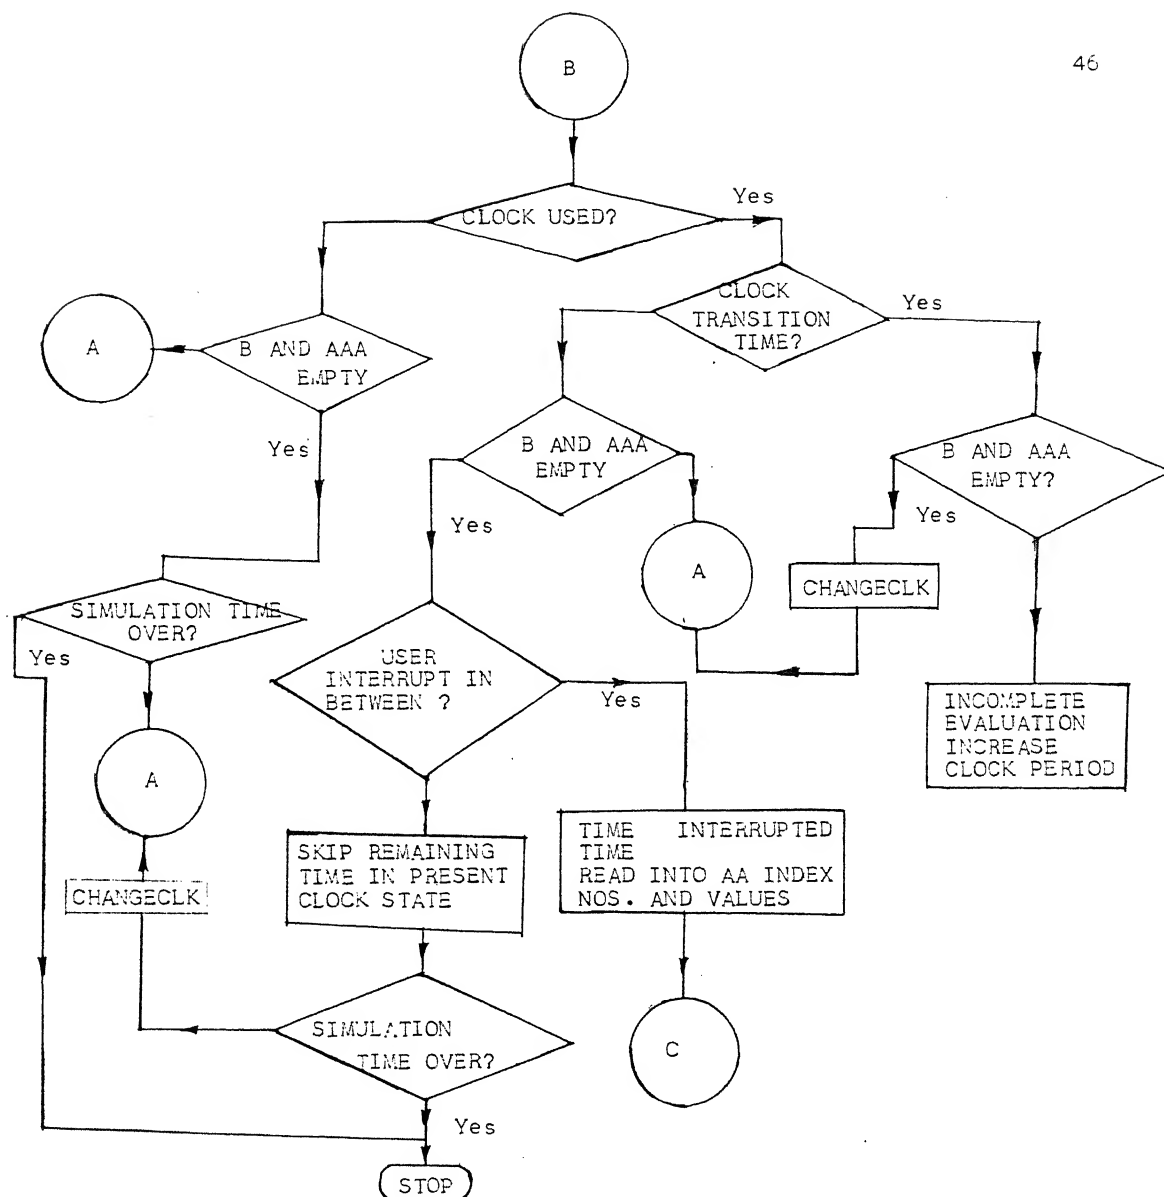 46
B
CLOCK USED?
Yes
CLOCK
TRANSITION
TIME?
Yes
A
B AND AAA
EMPTY
Yes
B AND AAA
EMPTY
Yes
B AND AAA
EMPTY?
Yes
A
CHANGECLK
SIMULATION TIME
OVER?
Yes
USER
INTERRUPT IN
BETWEEN ?
Yes
INCOMPLETE
EVALUATION
INCREASE
CLOCK PERIOD
A
CHANGECLK
SKIP REMAINING
TIME IN PRESENT
CLOCK STATE
TIME INTERRUPTED
TIME
READ INTO AA INDEX
NOS. AND VALUES
SIMULATION
TIME OVER?
Yes
C
STOP